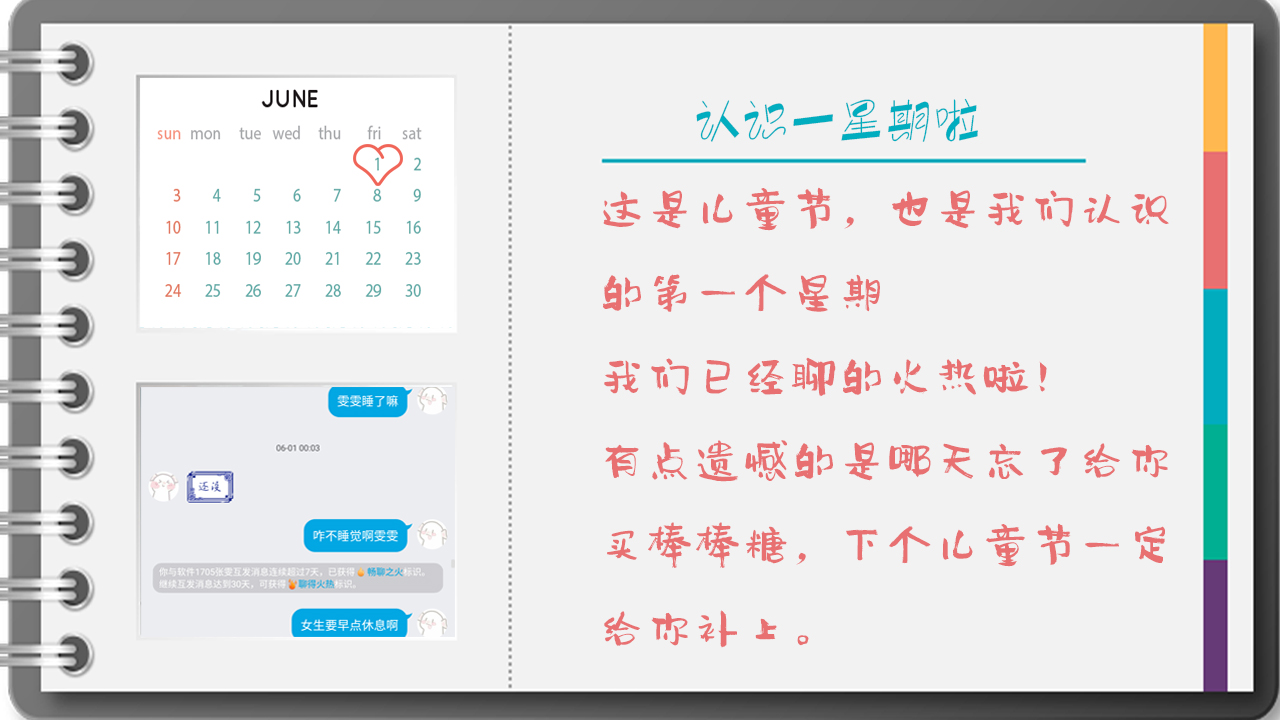 JUNE
sun mon tue wed thu fri sat
1 2
3 4 5 6 7 8 9
10 11 12 13 14 15 16
17 18 19 20 21 22 23
24 25 26 27 28 29 30
雯雯睡了嘛
06-01 00:03
还没
咋不睡觉啊雯雯
你与软件1705张雯互发消息连续超过7天，已获得畅聊之火标识。
继续互发消息达到30天，可获得聊得火热标识。
女生要早点休息啊
认识一星期啦
这是儿童节，也是我们认识
的第一个星期
我们已经聊的火热啦！
有点遗憾的是哪天忘了给你
买棒棒糖，下个儿童节一定
给你补上。